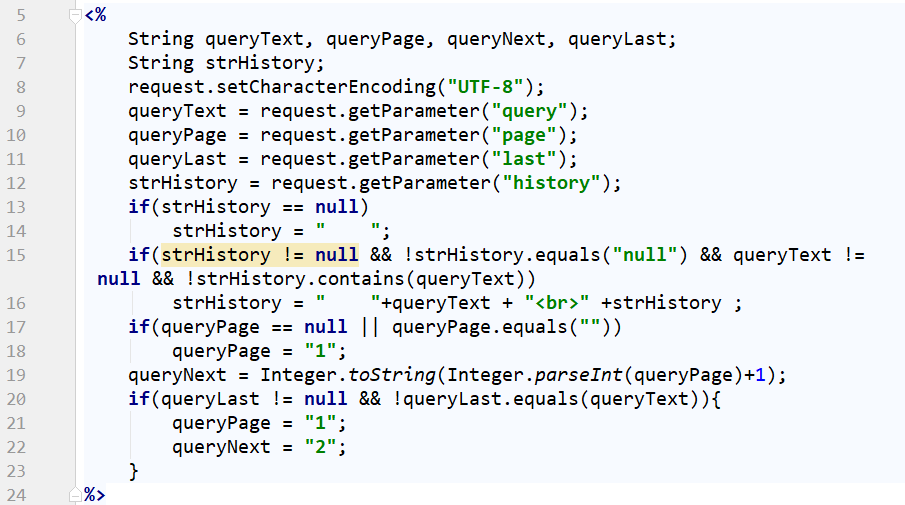 5 <%
6 String queryText, queryPage, queryNext, queryLast;
7 String strHistory;
8 request.setCharacterEncoding("UTF-8");
9 queryText = request.getParameter("query");
10 queryPage = request.getParameter("page");
11 queryLast = request.getParameter("last");
12 strHistory = request.getParameter("history");
13 if(strHistory == null)
14 strHistory = "    ";
15 if(strHistory != null && !strHistory.equals("null") && queryText !=
null && !strHistory.contains(queryText))
16 strHistory = "    "+queryText + "<br>" +strHistory ;
17 if(queryPage == null || queryPage.equals(""))
18 queryPage = "1";
19 queryNext = Integer.toString(Integer.parseInt(queryPage)+1);
20 if(queryLast != null && !queryLast.equals(queryText)){
21 queryPage = "1";
22 queryNext = "2";
23 }
24 %>